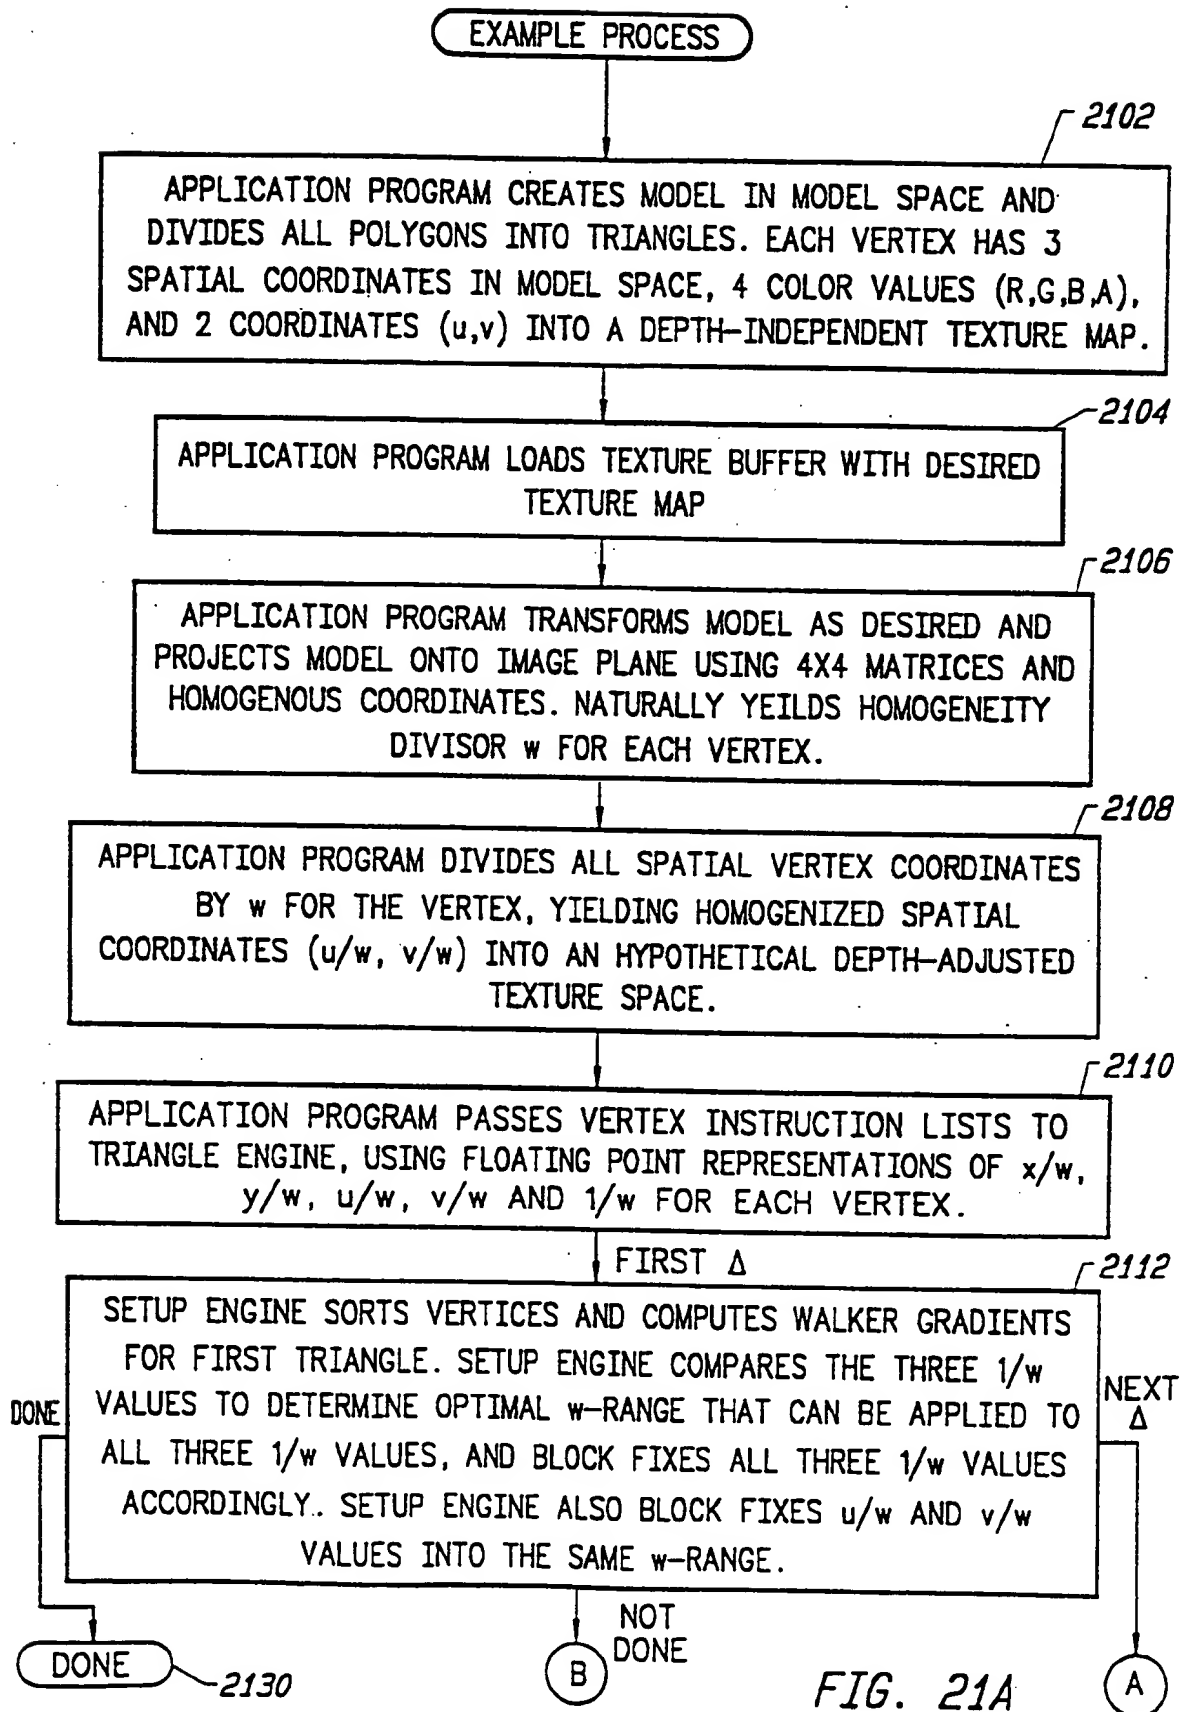 EXAMPLE PROCESS
2102
APPLICATION PROGRAM CREATES MODEL IN MODEL SPACE AND
DIVIDES ALL POLYGONS INTO TRIANGLES. EACH VERTEX HAS 3
SPATIAL COORDINATES IN MODEL SPACE, 4 COLOR VALUES (R,G,B,A),
AND 2 COORDINATES (u,v) INTO A DEPTH-INDEPENDENT TEXTURE MAP.
2104
APPLICATION PROGRAM LOADS TEXTURE BUFFER WITH DESIRED
TEXTURE MAP
2106
APPLICATION PROGRAM TRANSFORMS MODEL AS DESIRED AND
PROJECTS MODEL ONTO IMAGE PLANE USING 4X4 MATRICES AND
HOMOGENOUS COORDINATES. NATURALLY YEILDS HOMOGENEITY
DIVISOR w FOR EACH VERTEX.
2108
APPLICATION PROGRAM DIVIDES ALL SPATIAL VERTEX COORDINATES
BY w FOR THE VERTEX, YIELDING HOMOGENIZED SPATIAL
COORDINATES (u/w, v/w) INTO AN HYPOTHETICAL DEPTH-ADJUSTED
TEXTURE SPACE.
2110
APPLICATION PROGRAM PASSES VERTEX INSTRUCTION LISTS TO
TRIANGLE ENGINE, USING FLOATING POINT REPRESENTATIONS OF x/w,
y/w, u/w, v/w AND 1/w FOR EACH VERTEX.
FIRST Δ
2112
SETUP ENGINE SORTS VERTICES AND COMPUTES WALKER GRADIENTS
FOR FIRST TRIANGLE. SETUP ENGINE COMPARES THE THREE 1/w
VALUES TO DETERMINE OPTIMAL w-RANGE THAT CAN BE APPLIED TO
ALL THREE 1/w VALUES, AND BLOCK FIXES ALL THREE 1/w VALUES
ACCORDINGLY. SETUP ENGINE ALSO BLOCK FIXES u/w AND v/w
VALUES INTO THE SAME w-RANGE.
DONE
NEXT
Δ
NOT
DONE
DONE
2130
B
FIG. 21A
A